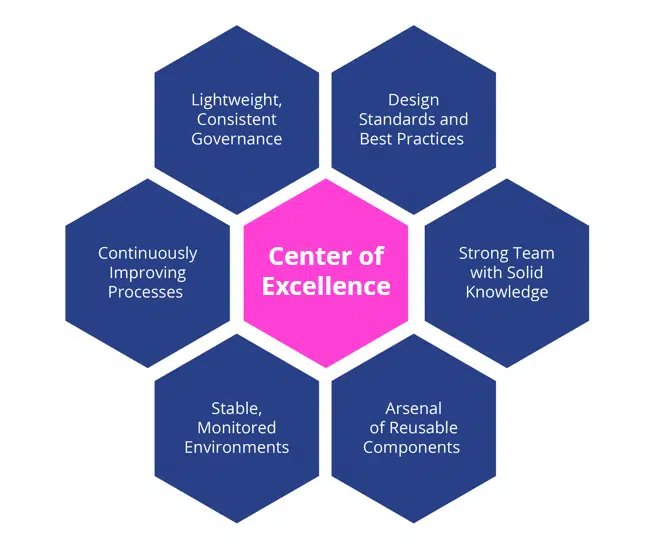 Lightweight,
Consistent
Governance
Design
Standards and
Best Practices
Continuously
Improving
Processes
Center of
Excellence
Strong Team
with Solid
Knowledge
Stable,
Monitored
Environments
Arsenal
of Reusable
Components